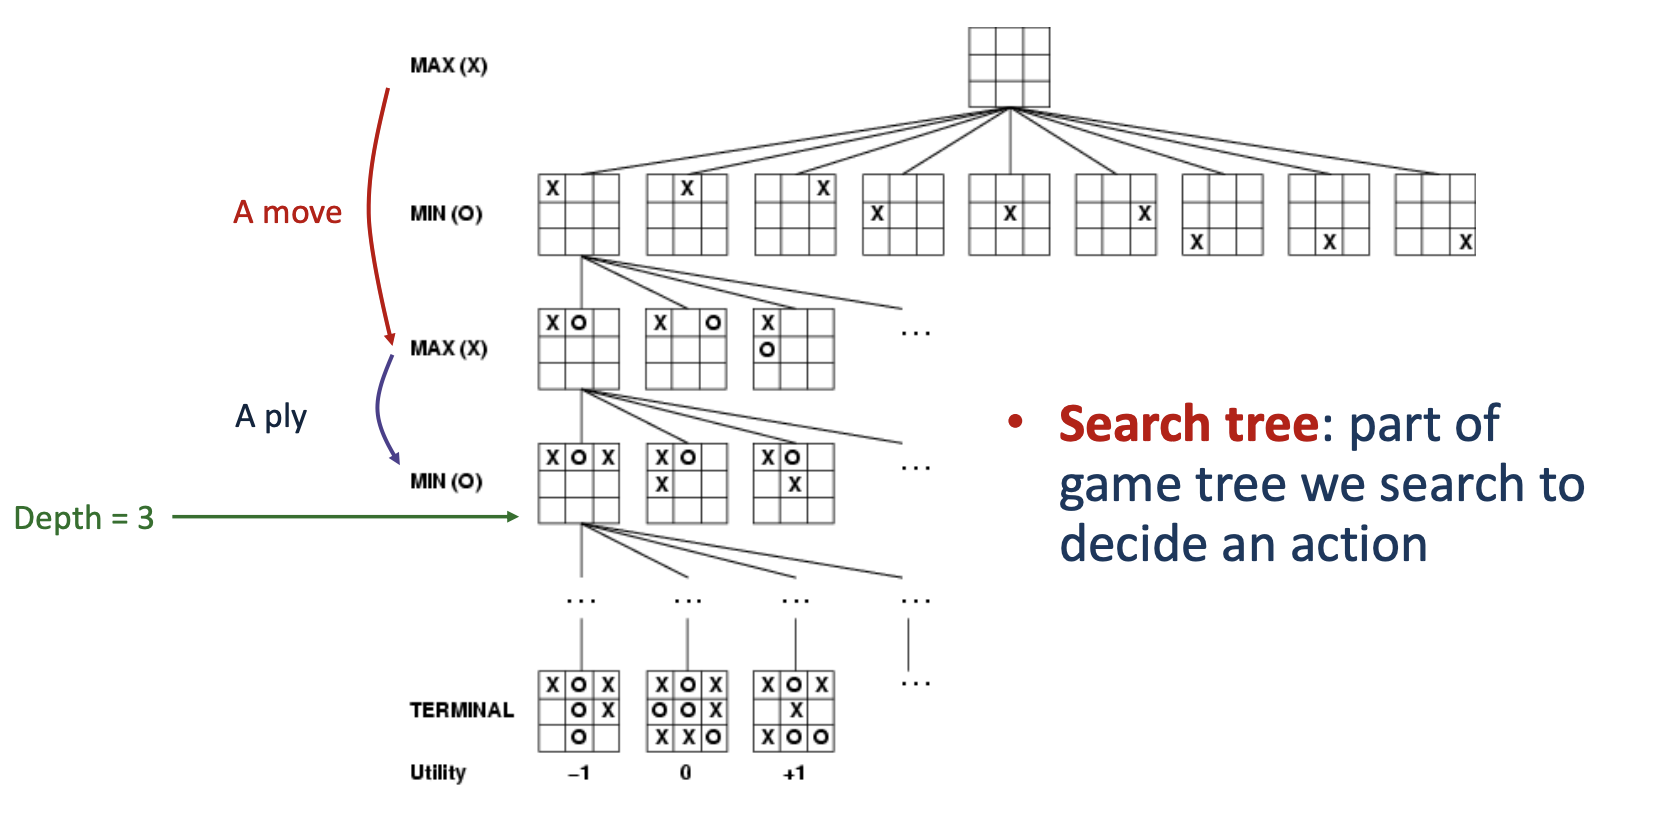 MAX (X)
X X X X X X X X X
A move
MIN (O)
X O X O X
O
...
MAX (X)
A ply
X O X X O X O
X X
...
MIN (O)
Depth = 3
• Search tree: part of
game tree we search to
decide an action
... ... ... ...
X O X X O X X O X
O X O O X X
O X X O X O O
...
TERMINAL
Utility −1 0 +1